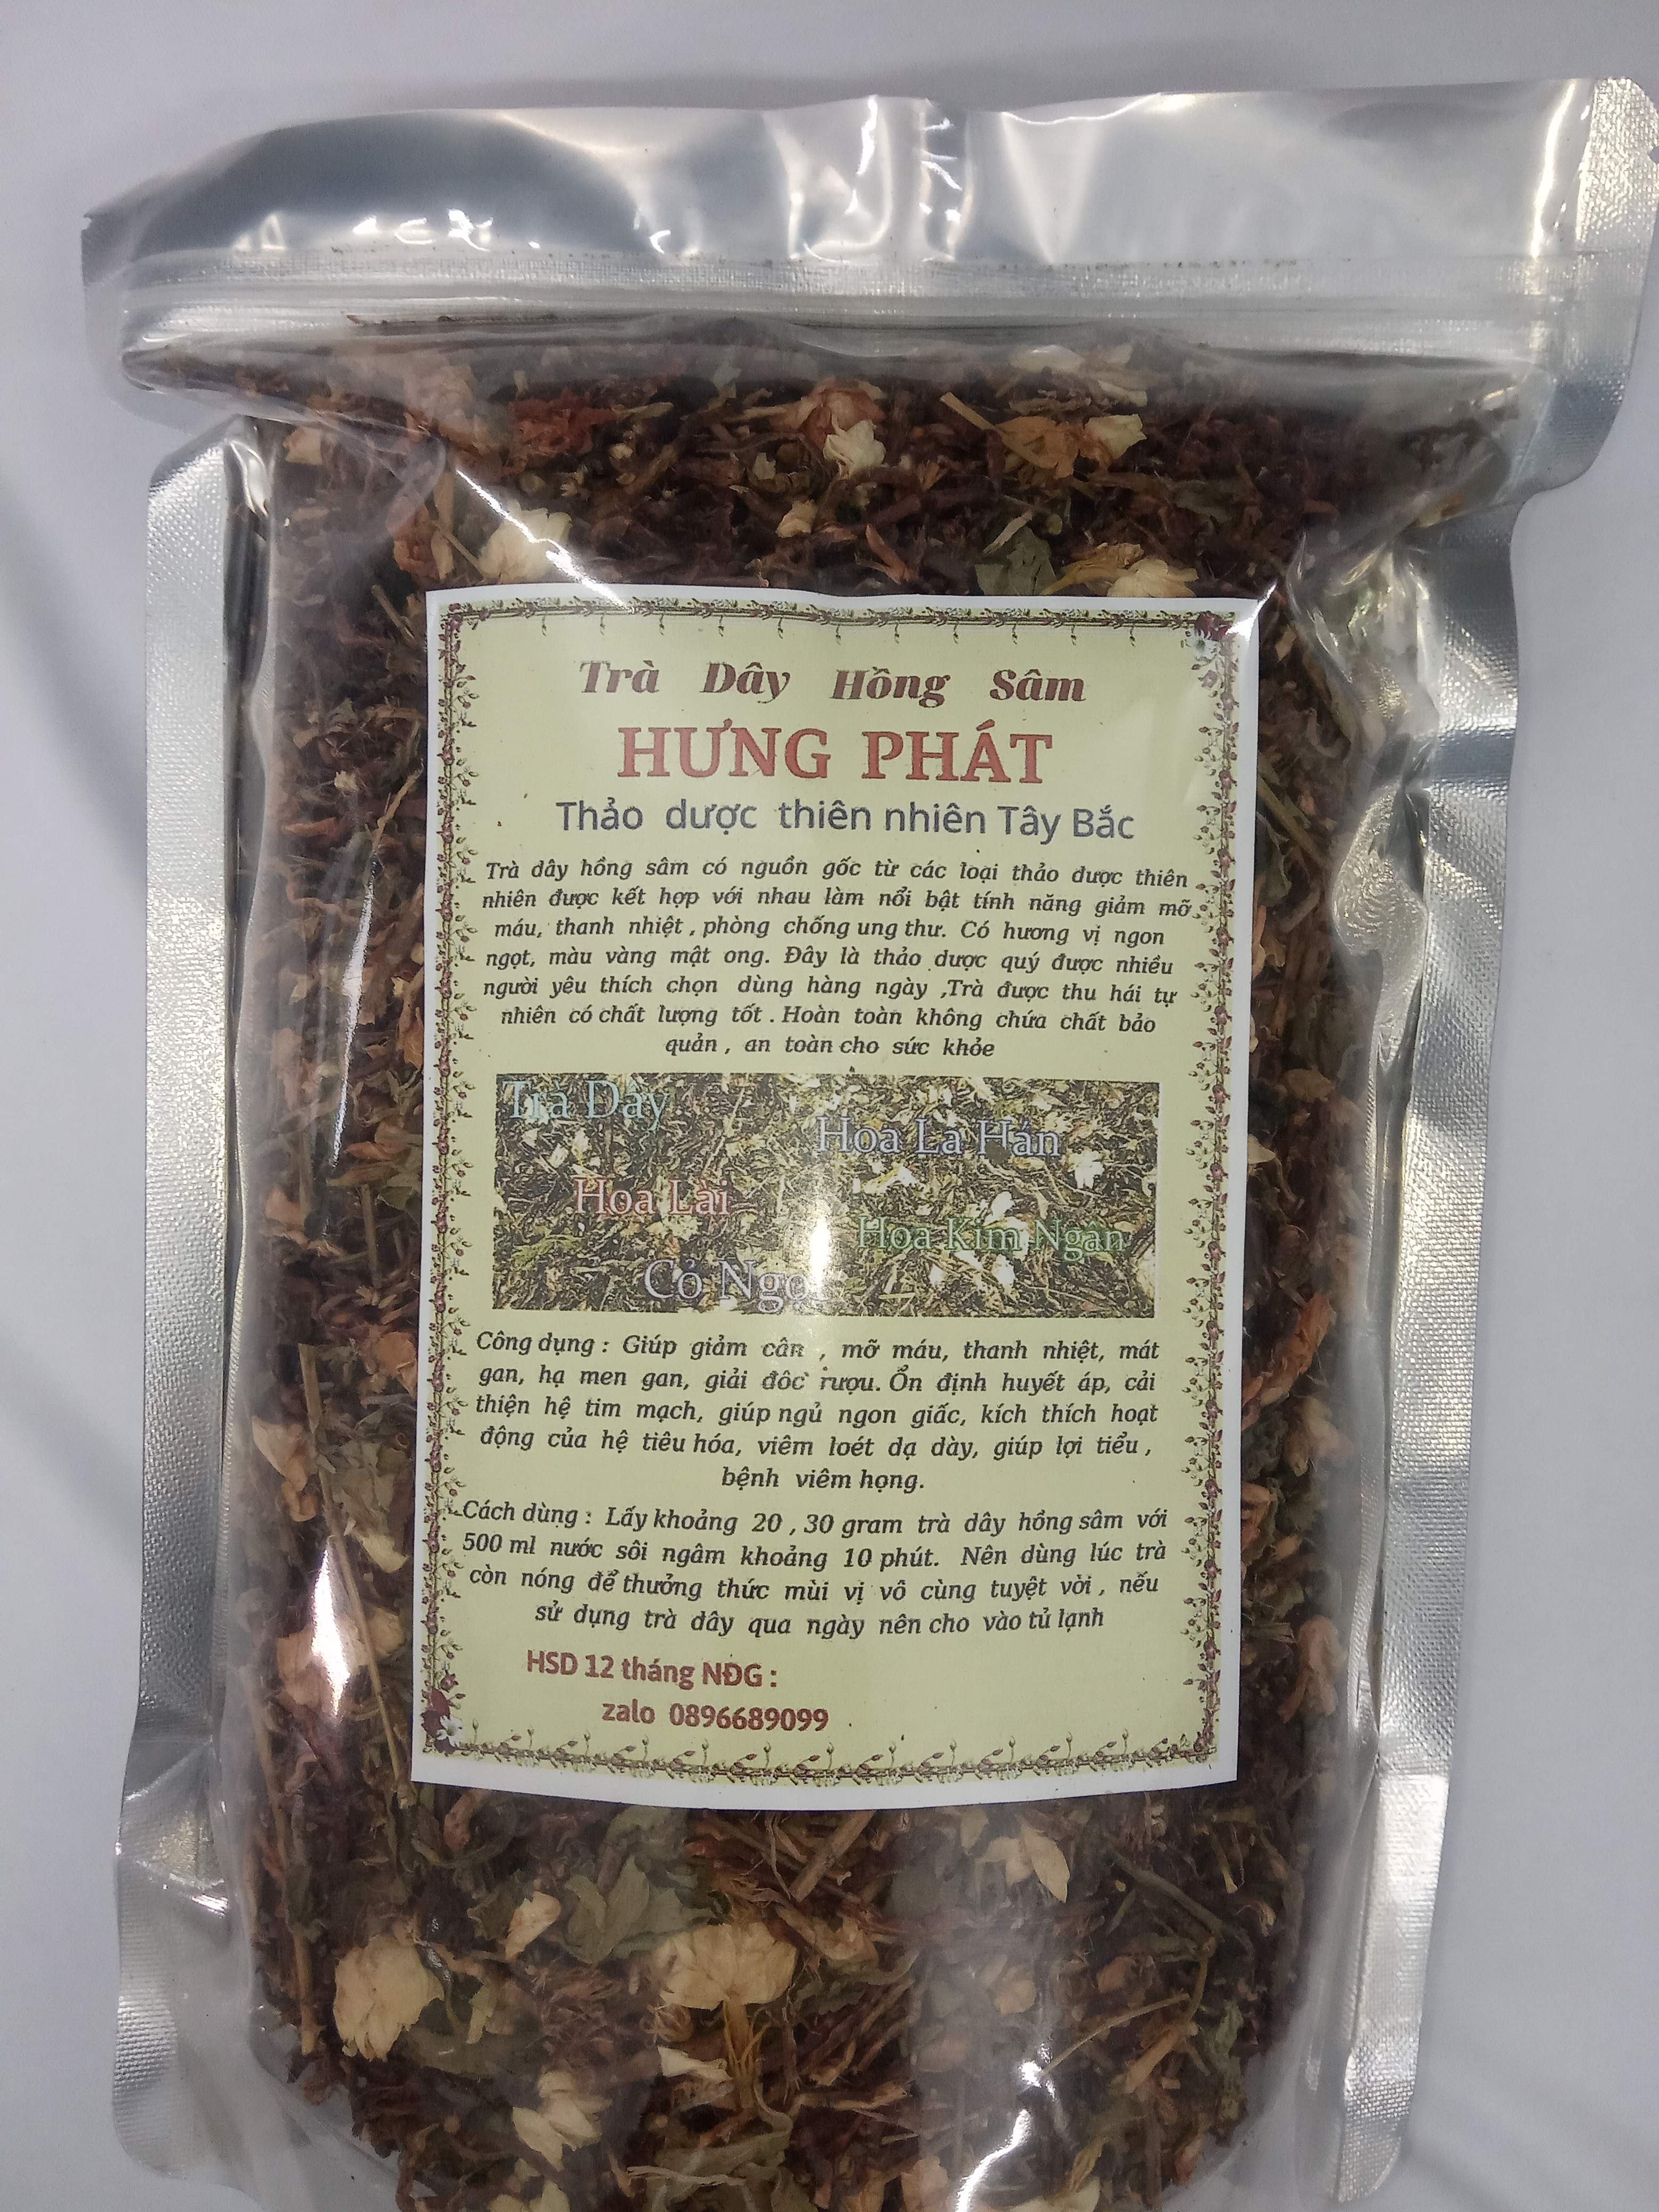 Trà Dây Hồng Sâm
HƯNG PHÁT
Thảo dược thiên nhiên Tây Bắc
Trà dây hồng sâm có nguồn gốc từ các loại thảo dược thiên
nhiên được kết hợp với nhau làm nổi bật tính năng giảm mỡ
máu, thanh nhiệt , phòng chống ung thư. Có hương vị ngon
ngọt, màu vàng mật ong. Đây là thảo dược quý được nhiều
người yêu thích chọn dùng hàng ngày ,Trà được thu hái tự
nhiên có chất lượng tốt . Hoàn toàn không chứa chất bảo
quản , an toàn cho sức khỏe
Trà Dây
Hoa La Hán
Hoa Lài
Hoa Kim Ngan
Cỏ
Công dụng : Giúp giảm cân , mỡ máu, thanh nhiệt, mát
gan, hạ men gan, giải đôc rượu. Ổn định huyết áp, cải
thiện hệ tim mạch, giúp ngủ ngon giấc, kích thích hoạt
động của hệ tiêu hóa, viêm loét dạ dày, giúp lợi tiểu ,
bệnh viêm họng.
Cách dùng : Lấy khoảng 20 , 30 gram trà dây hồng sâm với
500 ml nước sôi ngâm khoảng 10 phút. Nên dùng lúc trà
còn nóng để thưởng thức mùi vị vô cùng tuyệt vời , nếu
sử dụng trà dây qua ngày nên cho vào tủ lạnh
HSD 12 tháng NĐG :
zalo 0896689099